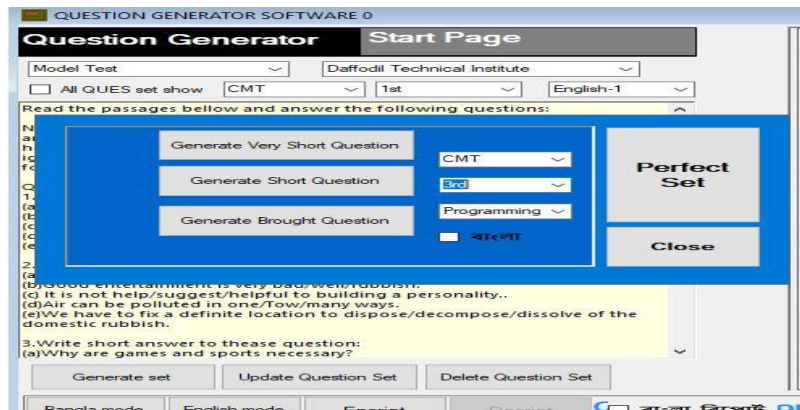 QUESTION GENERATOR SOFTWARE 0
Question Generator Start Page
Model Test Daffodil Technical Institute
All QUES set show CMT 1st English-1
Read the passages bellow and answer the following questions:
Generate Very Short Question
CMT
Perfect Set
Generate Short Question
3rd
Generate Brought Question
Programming
বাংলা
Close
(b)Good entertainment is very bad/well/rubbish.
(c) It is not help/suggest/helpful to building a personality..
(d)Air can be polluted in one/Tow/many ways.
(e)We have to fix a definite location to dispose/decompose/dissolve of the
domestic rubbish.
3.Write short answer to thease question:
(a)Why are games and sports necessary?
Generate set Update Question Set Delete Question Set
Bangla mode English mode বাংলা রিপোর্ট